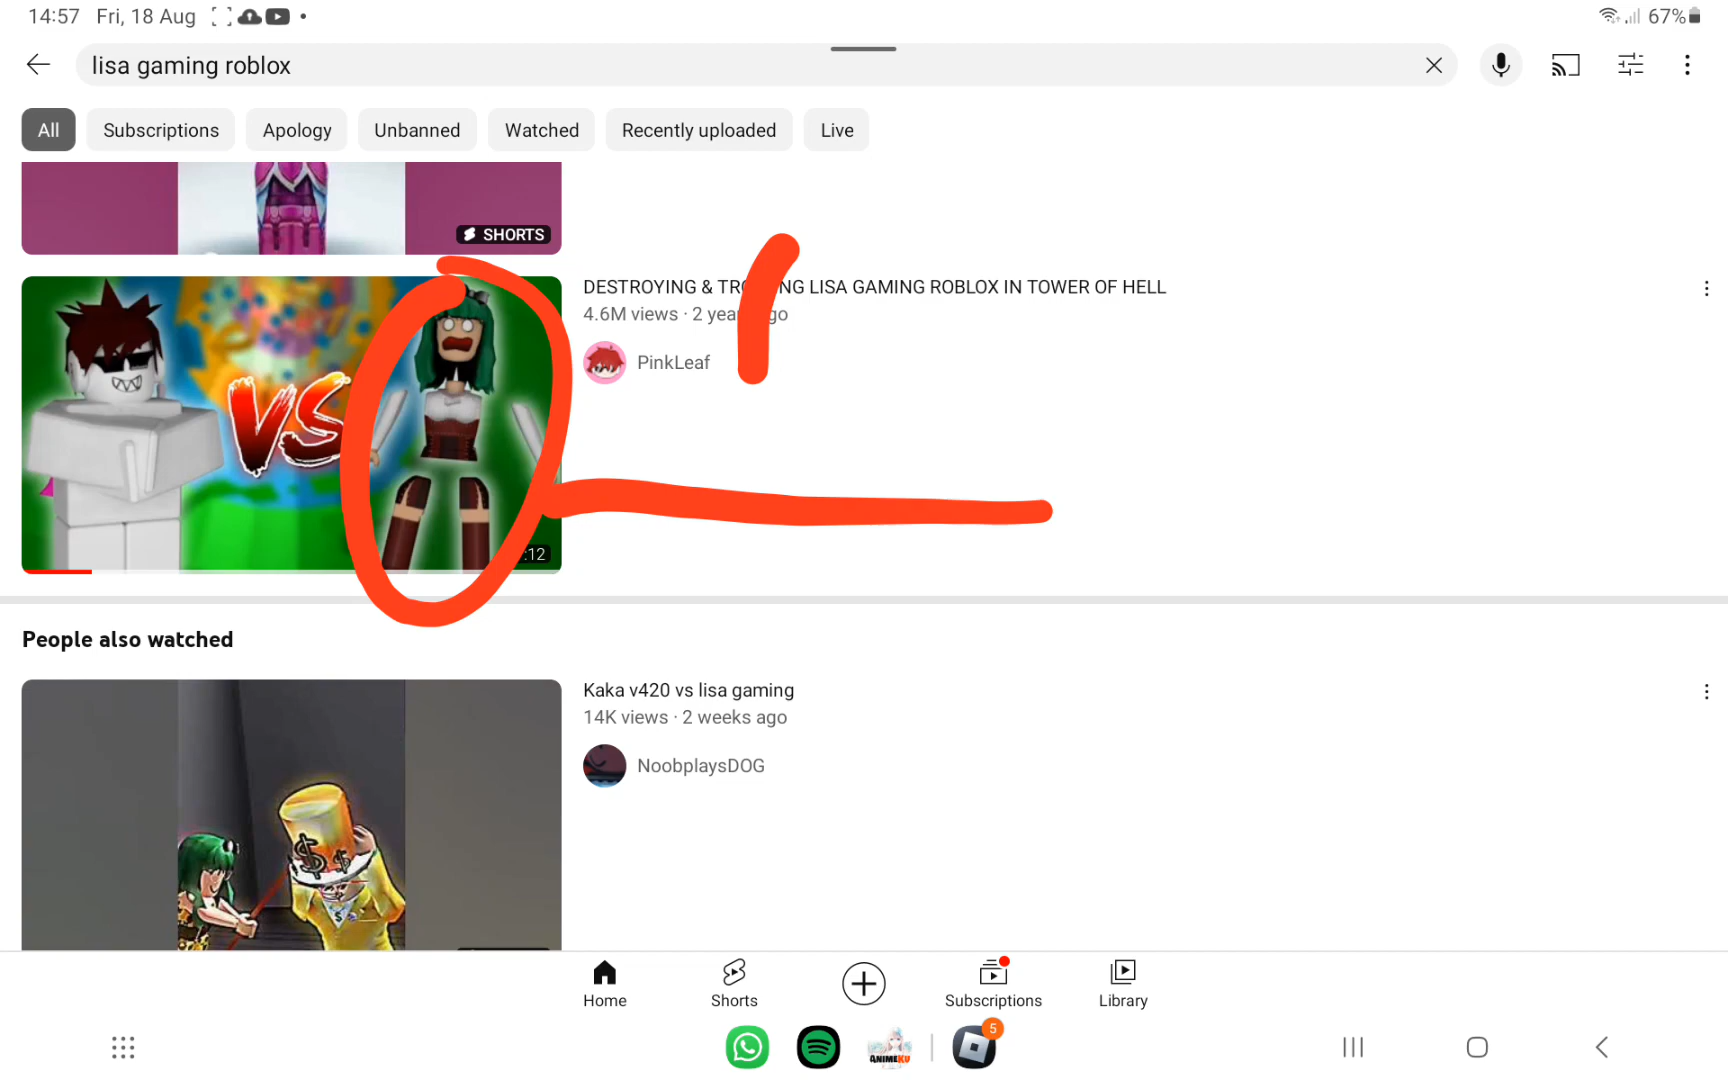 14:57 Fri, 18 Aug
67%
lisa gaming roblox
All
Subscriptions
Apology
Unbanned
Watched
Recently uploaded
Live
SHORTS
DESTROYING & NG LISA GAMING ROBLOX IN TOWER OF HELL
4.6M views · 2 go
PinkLeaf
VS
:12
People also watched
Kaka v420 vs lisa gaming
14K views · 2 weeks ago
NoobplaysDOG
$ $
$
Home
Shorts
Subscriptions
Library
ANIMEKU
5